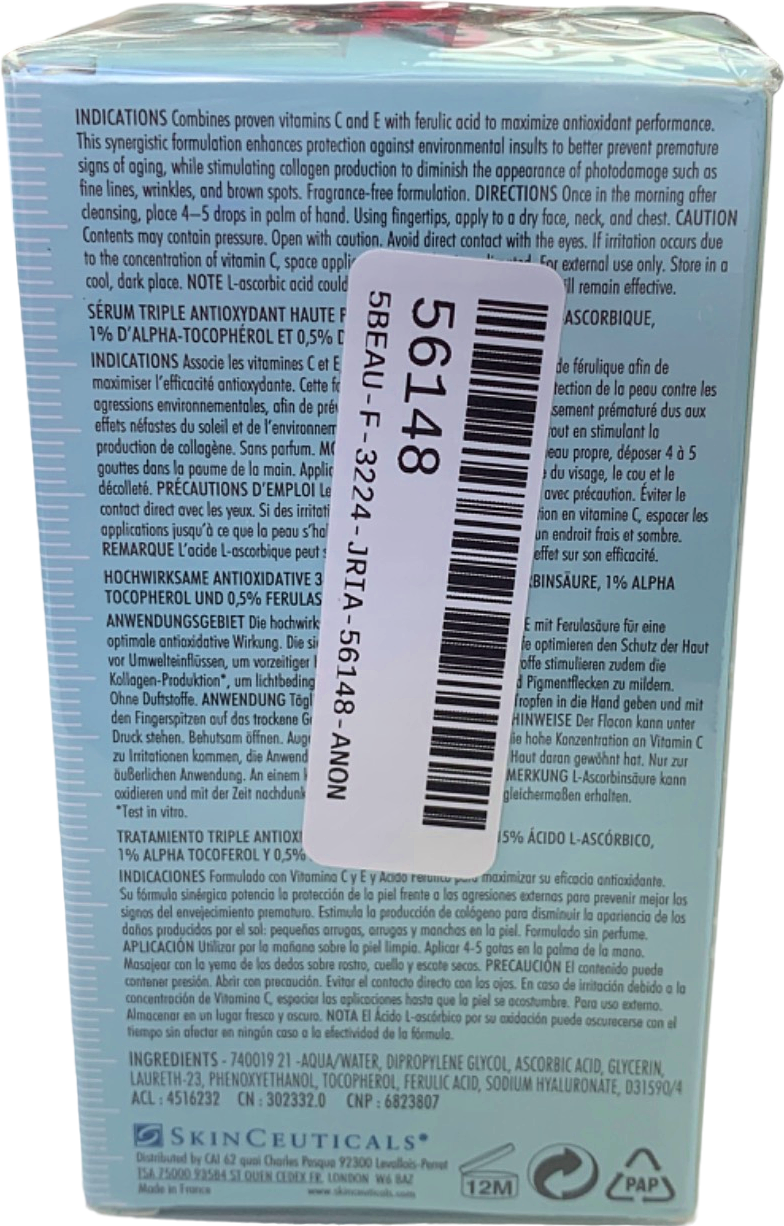 INDICATIONS Combines proven vitamins C and E with ferulic acid to maximize antioxidant performance.
This synergistic formulation enhances protection against environmental insults to better prevent premature
signs of aging, while stimulating collagen production to diminish the appearance of photodamage such as
fine lines, wrinkles, and brown spots. Fragrance-free formulation. DIRECTIONS Once in the morning after
cleansing, place 4–5 drops in palm of hand. Using fingertips, apply to a dry face, neck, and chest. CAUTION
Contents may contain pressure. Open with caution. Avoid direct contact with the eyes. If irritation occurs due
to the concentration of vitamin C, space For external use only. Store in a
cool, dark place. NOTE L-ascorbic acid could remain effective.
SÉRUM TRIPLE ANTIOXYDANT HAUTE ASCORBIQUE,
1% D'ALPHA-TOCOPHÉROL ET 0,5%
INDICATIONS Associe les vitamines C et E de férulique afin de
maximiser l'efficacité antioxydante. Cette de la peau contre les
agressions environnementales, afin de prématuré dus aux
effets néfastes du soleil et de en stimulant la
production de collagène. Sans parfum. propre, déposer 4 à 5
gouttes dans la paume de la main. du visage, le cou et le
décolleté. PRÉCAUTIONS D'EMPLOI avec précaution. Éviter le
contact direct avec les yeux. Si des en vitamine C, espacer les
applications jusqu'à ce que la peau un endroit frais et sombre.
REMARQUE L'acide L-ascorbique peut effet sur son efficacité.
HOCHWIRKSAME ANTIOXIDATIVE 3 1% ALPHA
TOCOPHEROL UND 0,5%
ANWENDUNGSGEBIET Die E mit Ferulasäure für eine
optimale antioxidative Wirkung. Die optimieren den Schutz der Haut
vor Umwelteinflüssen, um vorzeitiger stimulieren zudem die
Kollagen-Produktion*, um Pigmentflecken zu mildern.
Ohne Duftstoffe. ANWENDUNG in die Hand geben und mit
den Fingerspitzen auf das trockene HINWEISE Der Flacon kann unter
Druck stehen. Behutsam öffnen. hohe Konzentration an Vitamin C
zu Irritationen kommen, die Haut daran gewöhnt hat. Nur zur
äußerlichen Anwendung. An einem L-Ascorbinsäure kann
oxidieren und mit der Zeit gleichermaßen erhalten.
*Test in vitro.
TRATAMIENTO TRIPLE 15% ÁCIDO L-ASCÓRBICO,
1% ALPHA TOCOFEROL Y 0,5%
INDICACIONES Formulado con Vitamina C y E y Ácido Ferúlico para maximizar su eficacia antioxidante.
Su fórmula sinérgica potencia la protección de la piel frente a las agresiones externas para prevenir mejor los
signos del envejecimiento prematuro. Estimula la producción de colágeno para disminuir la apariencia de los
daños producidos por el sol: pequeñas arrugas, arrugas y manchas en la piel. Formulado sin perfume.
APLICACIÓN Utilizar por la mañana sobre la piel limpia. Aplicar 4-5 gotas en la palma de la mano.
Masajear con la yema de los dedos sobre rostro, cuello y escote secos. PRECAUCIÓN El contenido puede
contener presión. Abrir con precaución. Evitar el contacto directo con los ojos. En caso de irritación debido a la
concentración de Vitamina C, espaciar las aplicaciones hasta que la piel se acostumbre. Para uso externo.
Almacenar en un lugar fresco y oscuro. NOTA El Ácido L-ascórbico por su oxidación puede oscurecerse con el
tiempo sin afectar en ningún caso a la efectividad de la fórmula.
INGREDIENTS - 740019 21 -AQUA/WATER, DIPROPYLENE GLYCOL, ASCORBIC ACID, GLYCERIN,
LAURETH-23, PHENOXYETHANOL, TOCOPHEROL, FERULIC ACID, SODIUM HYALURONATE, D31590/4
ACL : 4516232 CN : 302332.0 CNP : 6823807
SKINCEUTICALS®
Distributed by CAI 62 quai Charles Pasqua 92300 Levallois-Perret
TSA 75000 93584 ST OUEN CEDEX FR, LONDON W6 8AZ
Made in France www.skinceuticals.com
12M
PAP
56148
5BEAU-F-3224-JRTA-56148-ANON